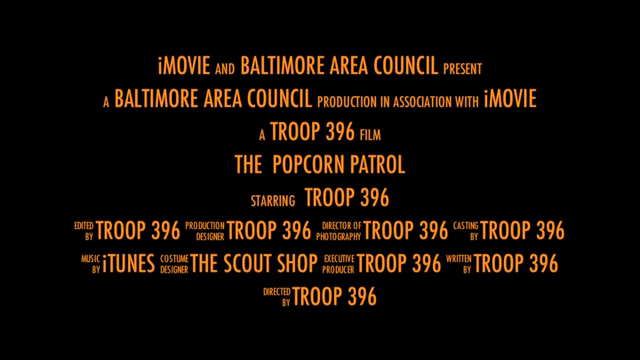 iMOVIE AND BALTIMORE AREA COUNCIL PRESENT
A BALTIMORE AREA COUNCIL PRODUCTION IN ASSOCIATION WITH iMOVIE
A TROOP 396 FILM
THE POPCORN PATROL
STARRING TROOP 396
EDITED BY TROOP 396 PRODUCTION DESIGNER TROOP 396 DIRECTOR OF PHOTOGRAPHY TROOP 396 CASTING BY TROOP 396
MUSIC BY iTUNES COSTUME DESIGNER THE SCOUT SHOP EXECUTIVE PRODUCER TROOP 396 WRITTEN BY TROOP 396
DIRECTED BY TROOP 396